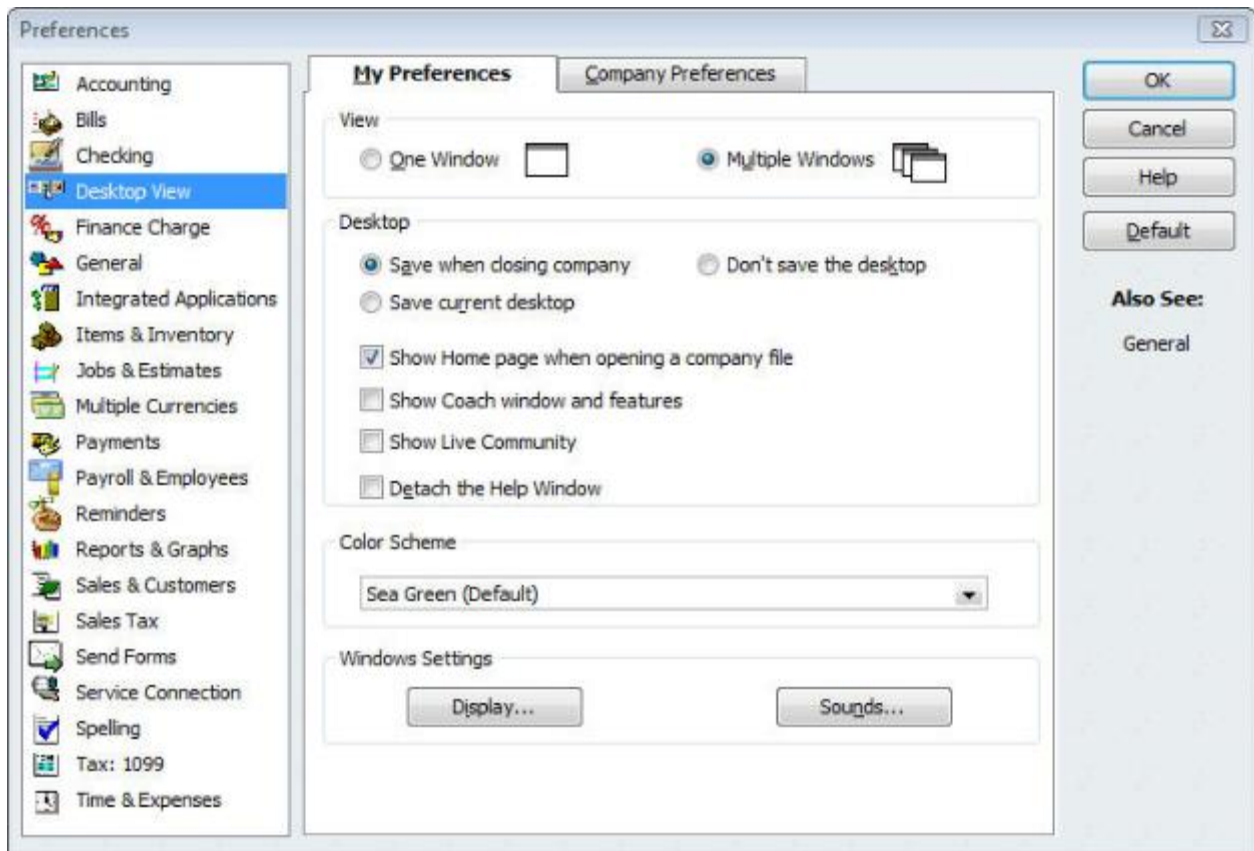 Preferences
Accounting
Bills
Checking
Desktop View
Finance Charge
General
Integrated Applications
Items & Inventory
Jobs & Estimates
Multiple Currencies
Payments
Payroll & Employees
Reminders
Reports & Graphs
Sales & Customers
Sales Tax
Send Forms
Service Connection
Spelling
Tax: 1099
Time & Expenses
My Preferences Company Preferences
View
One Window Multiple Windows
Desktop
Save when closing company Don't save the desktop
Save current desktop
Show Home page when opening a company file
Show Coach window and features
Show Live Community
Detach the Help Window
Color Scheme
Sea Green (Default)
Windows Settings
Display... Sounds...
OK
Cancel
Help
Default
Also See:
General